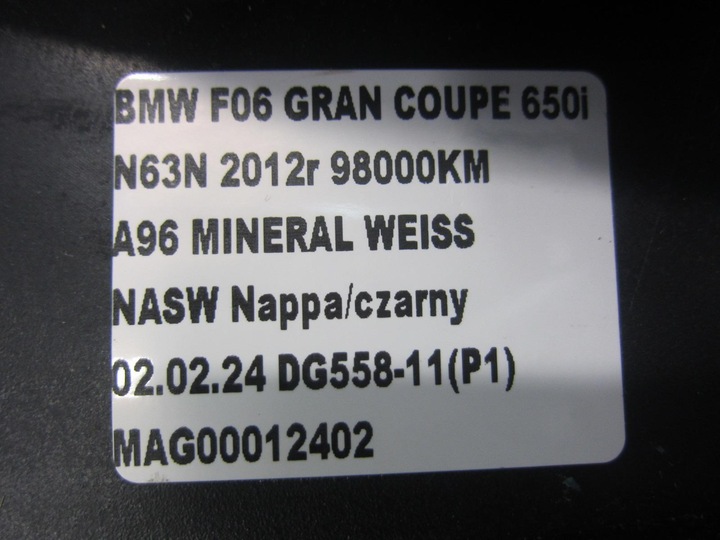 BMW F06 GRAN COUPE 650i
N63N 2012r 98000KM
A96 MINERAL WEISS
NASW Nappa/czarny
02.02.24 DG558-11(P1)
MAG00012402